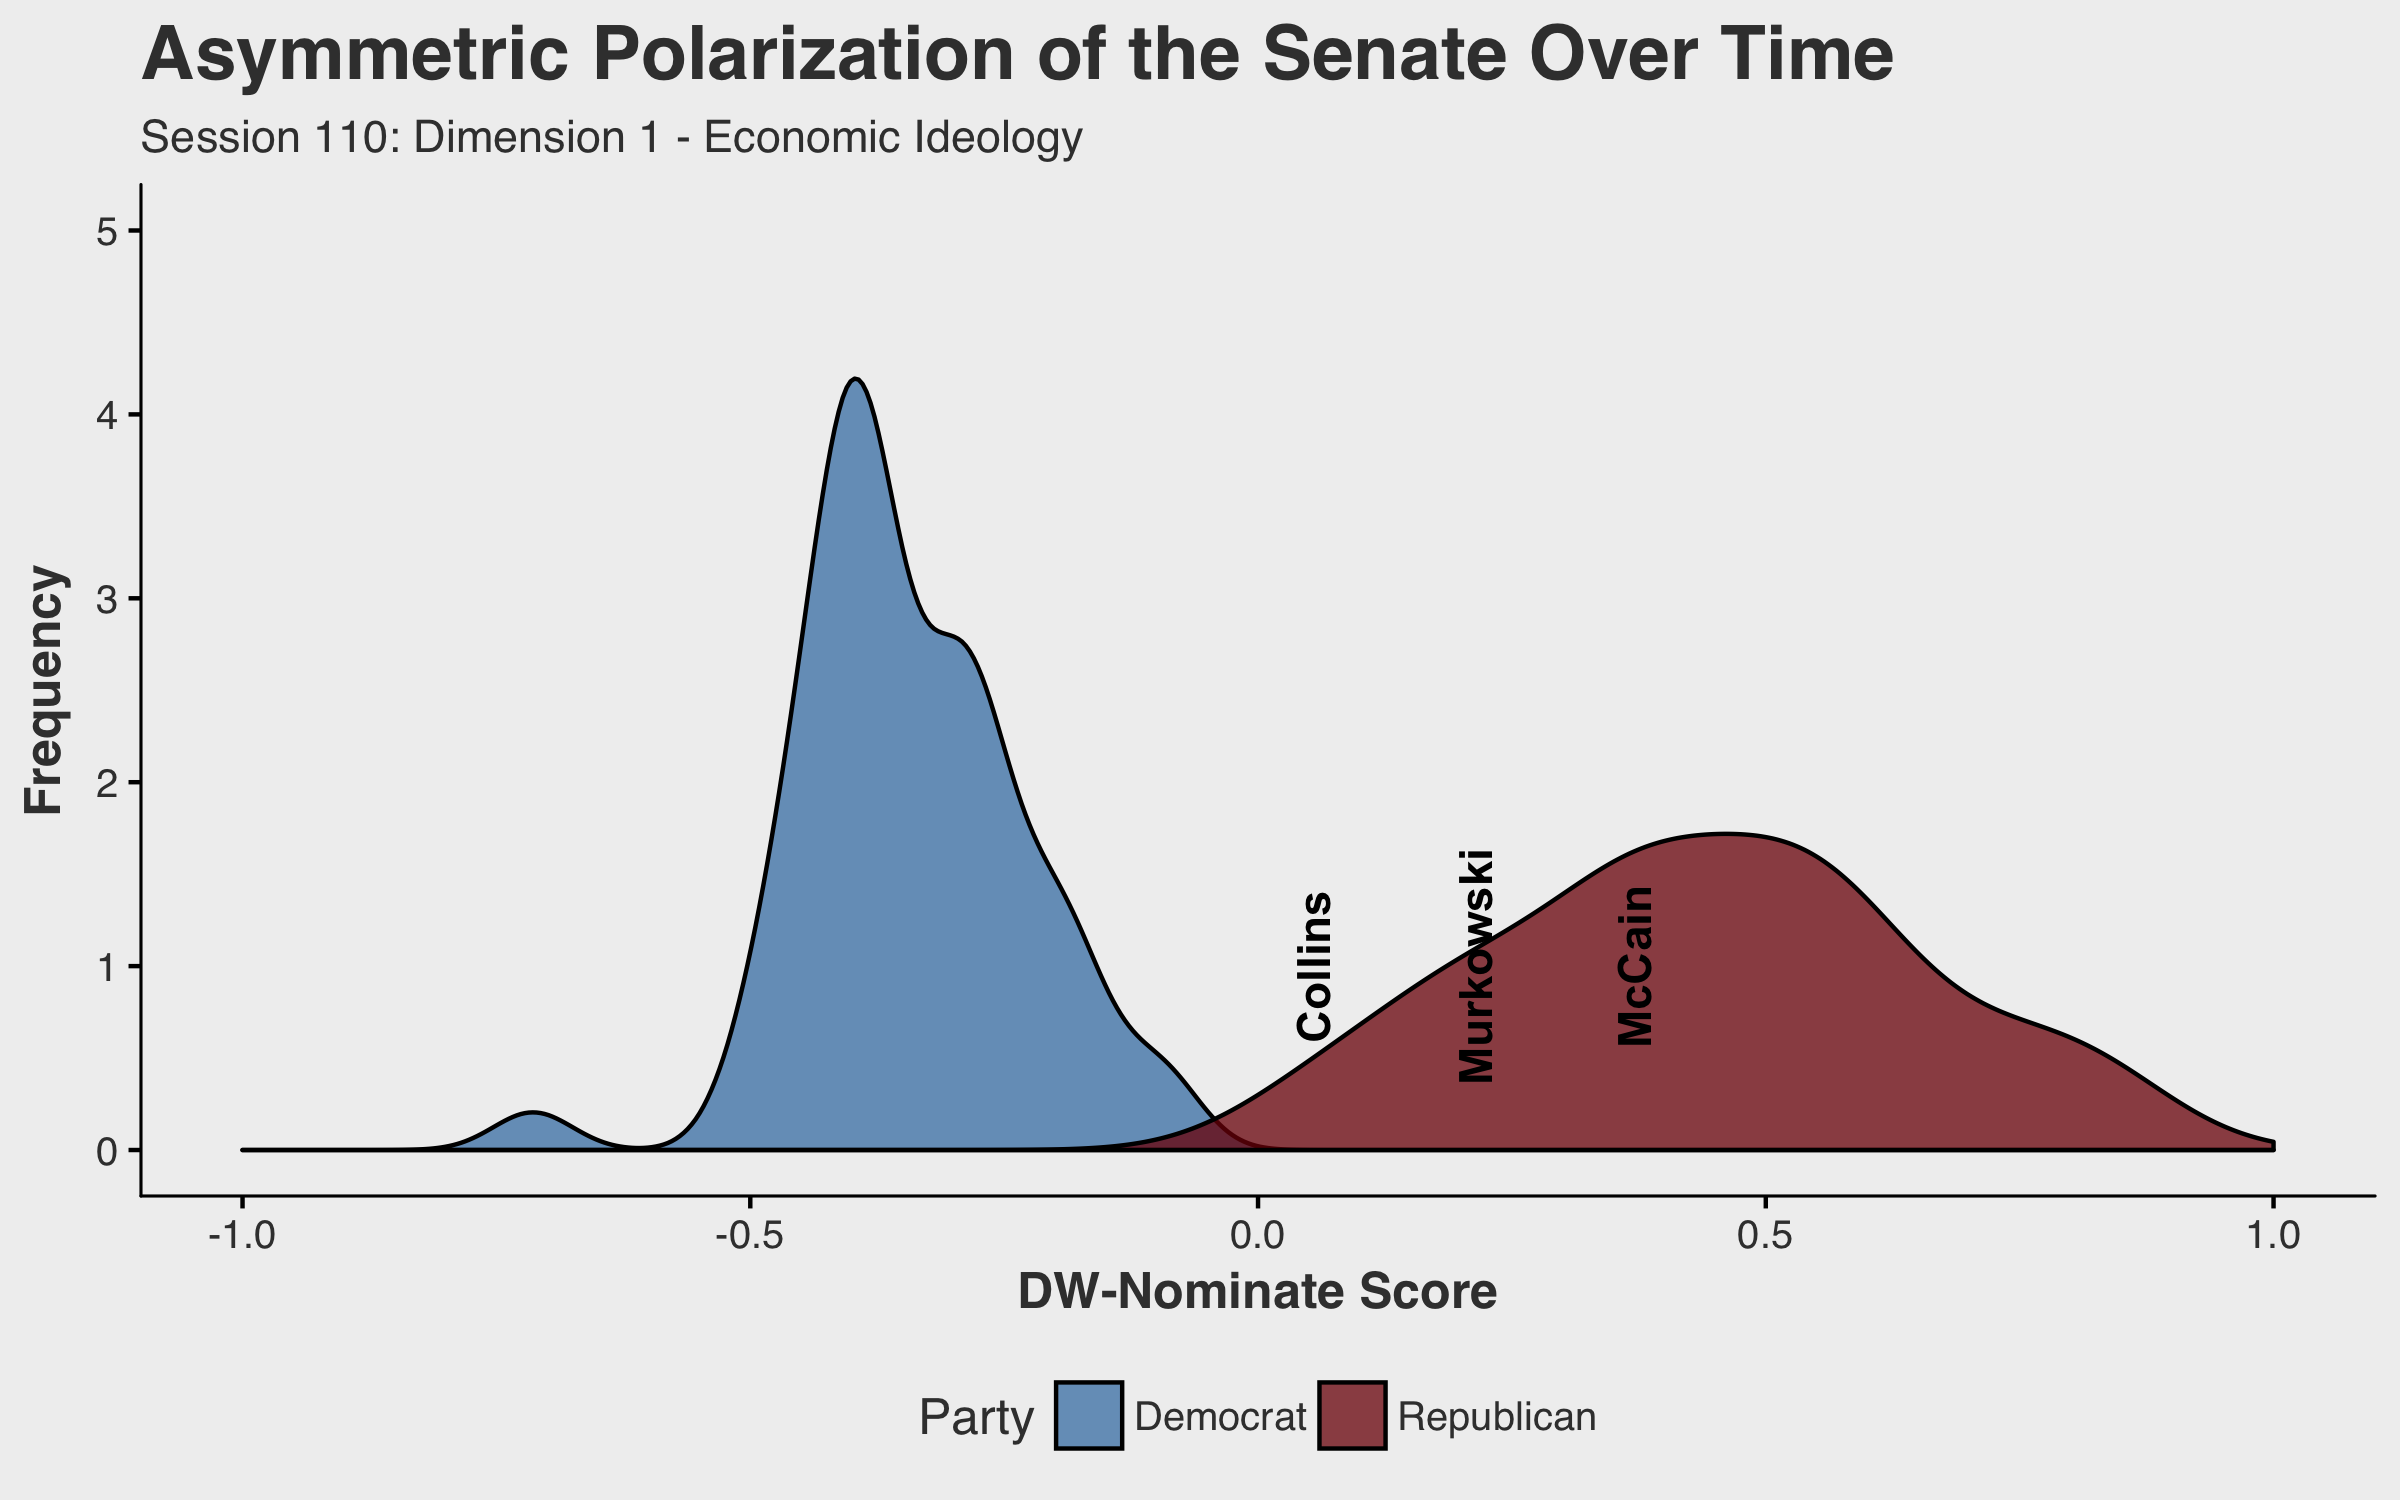 Asymmetric Polarization of the Senate Over Time
Session 110: Dimension 1 - Economic Ideology
Frequency
5
4
3
2
1
0
Collins
Murkowski
McCain
-1.0 -0.5 0.0 0.5 1.0
DW-Nominate Score
Party Democrat Republican